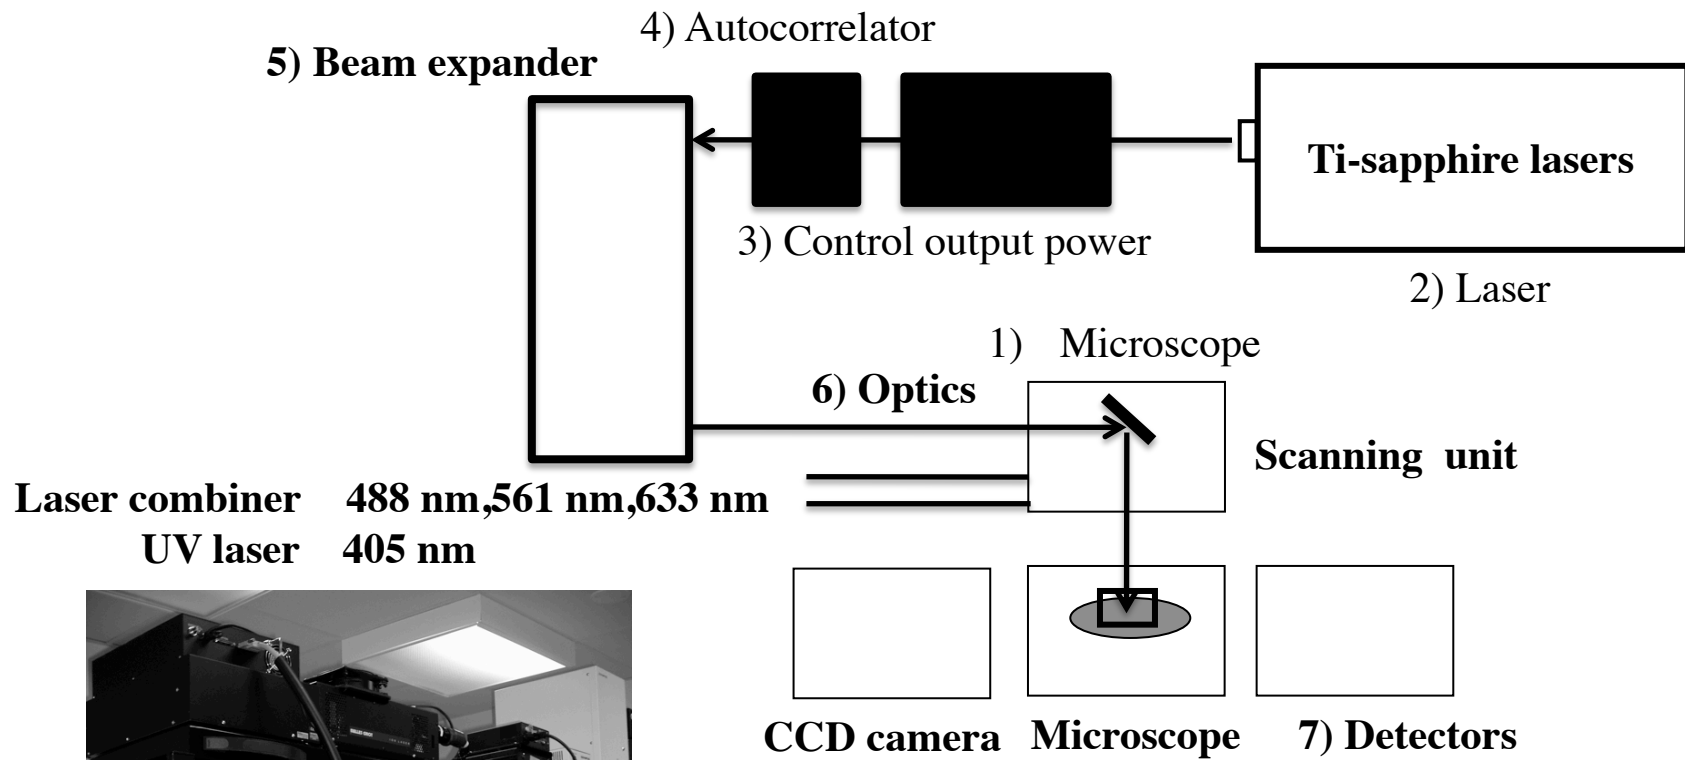 4) Autocorrelator
5) Beam expander
Ti-sapphire lasers
3) Control output power
2) Laser
1) Microscope
6) Optics
Scanning unit
Laser combiner 488 nm,561 nm,633 nm
UV laser 405 nm
CCD camera Microscope 7) Detectors